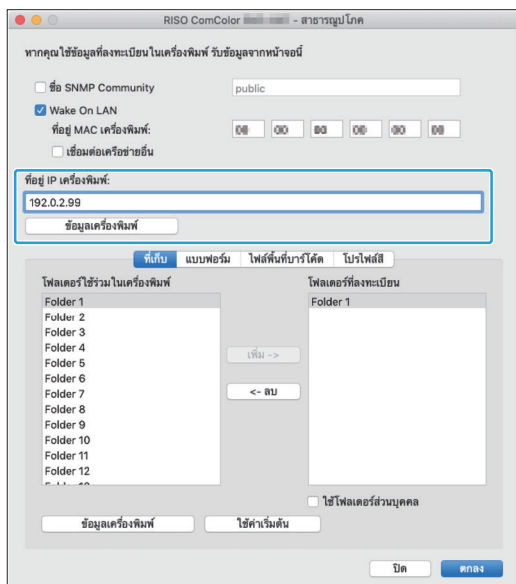 RISO ComColor - สาธารณูปโภค
หากคุณใช้ข้อมูลที่ลงทะเบียนในเครื่องพิมพ์ รับข้อมูลจากหน้าจอนี้
ชื่อ SNMP Community
public
Wake On LAN
ที่อยู่ MAC เครื่องพิมพ์:
เชื่อมต่อเครือข่ายอื่น
ที่อยู่ IP เครื่องพิมพ์:
192.0.2.99
ข้อมูลเครื่องพิมพ์
ที่เก็บ แบบฟอร์ม ไฟล์พื้นที่บาร์โค้ด โปรไฟล์สี
โฟลเดอร์ใช้ร่วมในเครื่องพิมพ์
Folder 1
Folder 2
Folder 3
Folder 4
Folder 5
Folder 6
Folder 7
Folder 8
Folder 9
Folder 10
Folder 11
Folder 12
เพิ่ม ->
<- ลบ
โฟลเดอร์ที่ลงทะเบียน
Folder 1
ใช้โฟลเดอร์ส่วนบุคคล
ข้อมูลเครื่องพิมพ์ ใช้ค่าเริ่มต้น
ปิด ตกลง